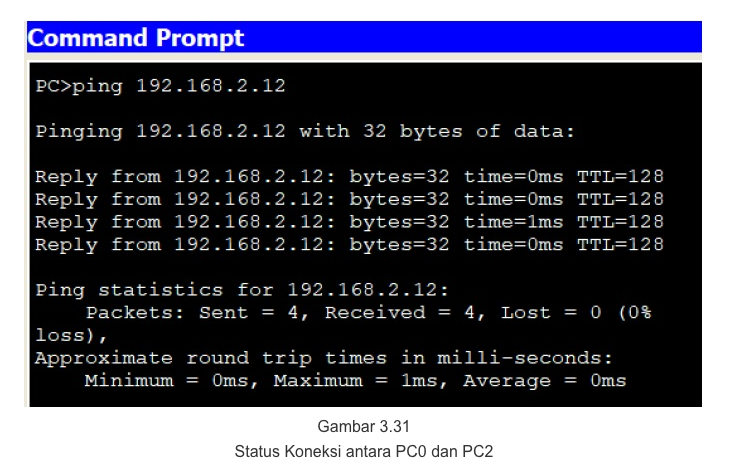 Command Prompt
PC>ping 192.168.2.12
Pinging 192.168.2.12 with 32 bytes of data:
Reply from 192.168.2.12: bytes=32 time=0ms TTL=128
Reply from 192.168.2.12: bytes=32 time=0ms TTL=128
Reply from 192.168.2.12: bytes=32 time=1ms TTL=128
Reply from 192.168.2.12: bytes=32 time=0ms TTL=128
Ping statistics for 192.168.2.12:
Packets: Sent = 4, Received = 4, Lost = 0 (0%
loss),
Approximate round trip times in milli-seconds:
Minimum = 0ms, Maximum = 1ms, Average = 0ms
Gambar 3.31
Status Koneksi antara PC0 dan PC2